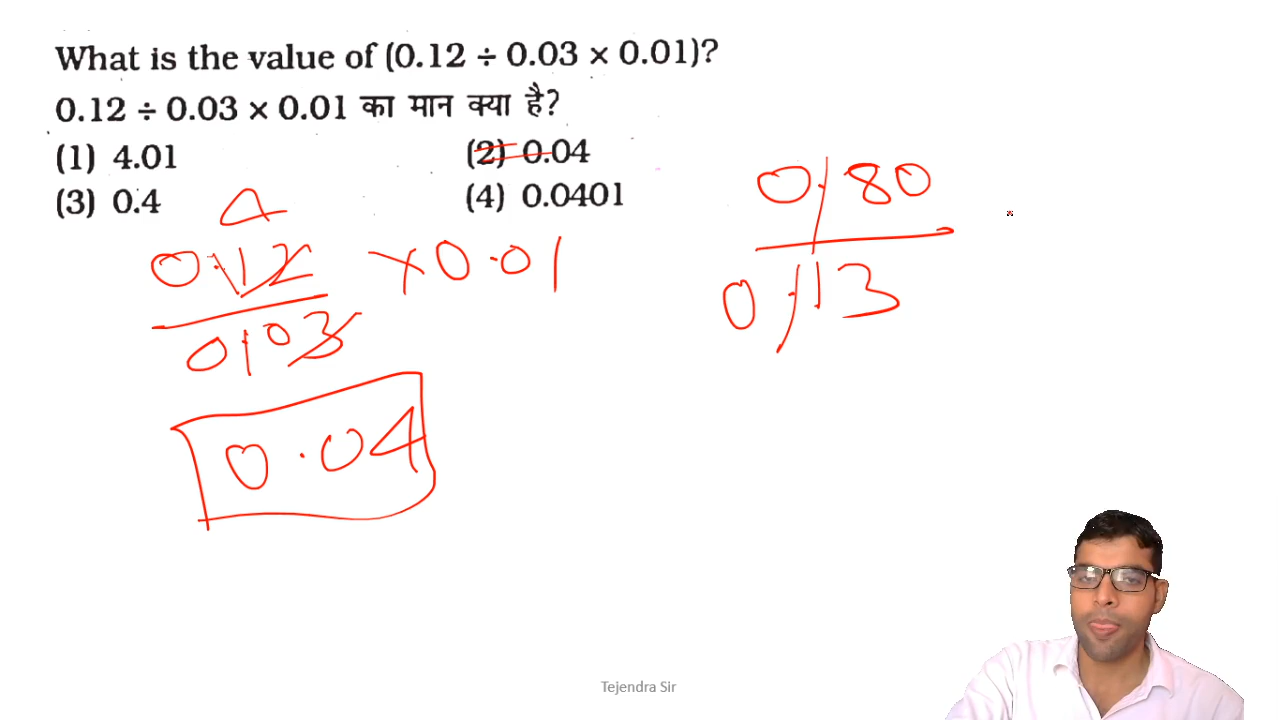 What is the value of (0.12 ÷ 0.03 × 0.01)?
0.12 ÷ 0.03 × 0.01 का मान क्या है?
(1) 4.01 (2) 0.04
(3) 0.4 (4) 0.0401
4
0.12 × 0.01
0.03
0.04
0.80
0.13
Tejendra Sir